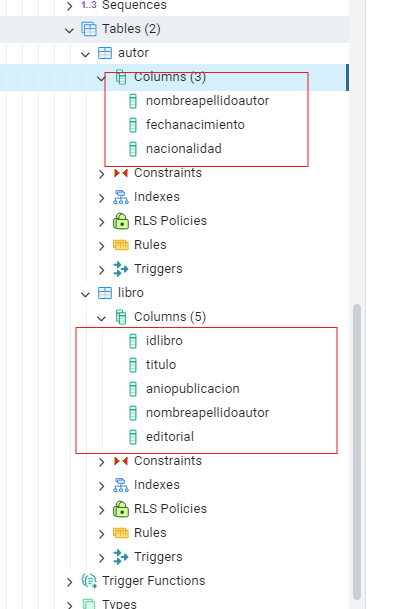 1..3 Sequences
Tables (2)
autor
Columns (3)
nombreapellidoautor
fechanacimiento
nacionalidad
Constraints
Indexes
RLS Policies
Rules
Triggers
libro
Columns (5)
idlibro
titulo
aniopublicacion
nombreapellidoautor
editorial
Constraints
Indexes
RLS Policies
Rules
Triggers
Trigger Functions
Types